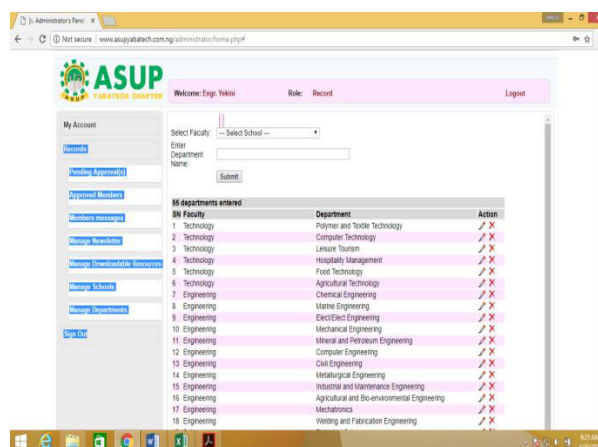 Administrator's Panel
Not secure | www.asupyabatech.com.ng/administrator/home.php#
ASUP
YABATECH CHAPTER
ASUP
Welcome: Engr. Yekini Role: Record Logout
My Account
Records
Pending Approval(s)
Approved Members
Members messages
Manage Newsletter
Manage Downloadable Resources
Manage Schools
Manage Departments
Sign Out
Select Faculty: --- Select School ---
Enter
Department
Name:
Submit
55 departments entered
SN Faculty Department Action
1 Technology Polymer and Textile Technology
2 Technology Computer Technology
3 Technology Leisure Tourism
4 Technology Hospitality Management
5 Technology Food Technology
6 Technology Agricultural Technology
7 Engineering Chemical Engineering
8 Engineering Marine Engineering
9 Engineering Elect/Elect Engineering
10 Engineering Mechanical Engineering
11 Engineering Mineral and Petroleum Engineering
12 Engineering Computer Engineering
13 Engineering Civil Engineering
14 Engineering Metallurgical Engineering
15 Engineering Industrial and Maintenance Engineering
16 Engineering Agricultural and Bio-environmental Engineering
17 Engineering Mechatronics
18 Engineering Welding and Fabrication Engineering
9:25 AM